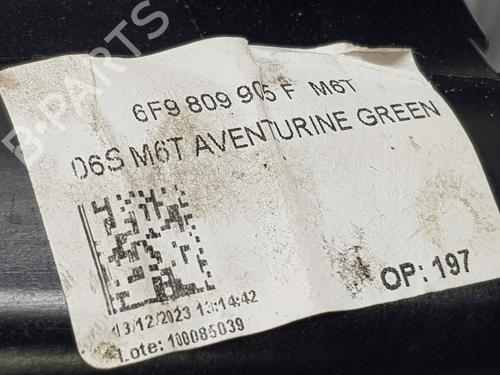 B-PARTS
6F9 809 905 F M6T
06S M6T AVENTURINE GREEN
13/12/2023 13:14:42
Lote: 100085039
OP: 197